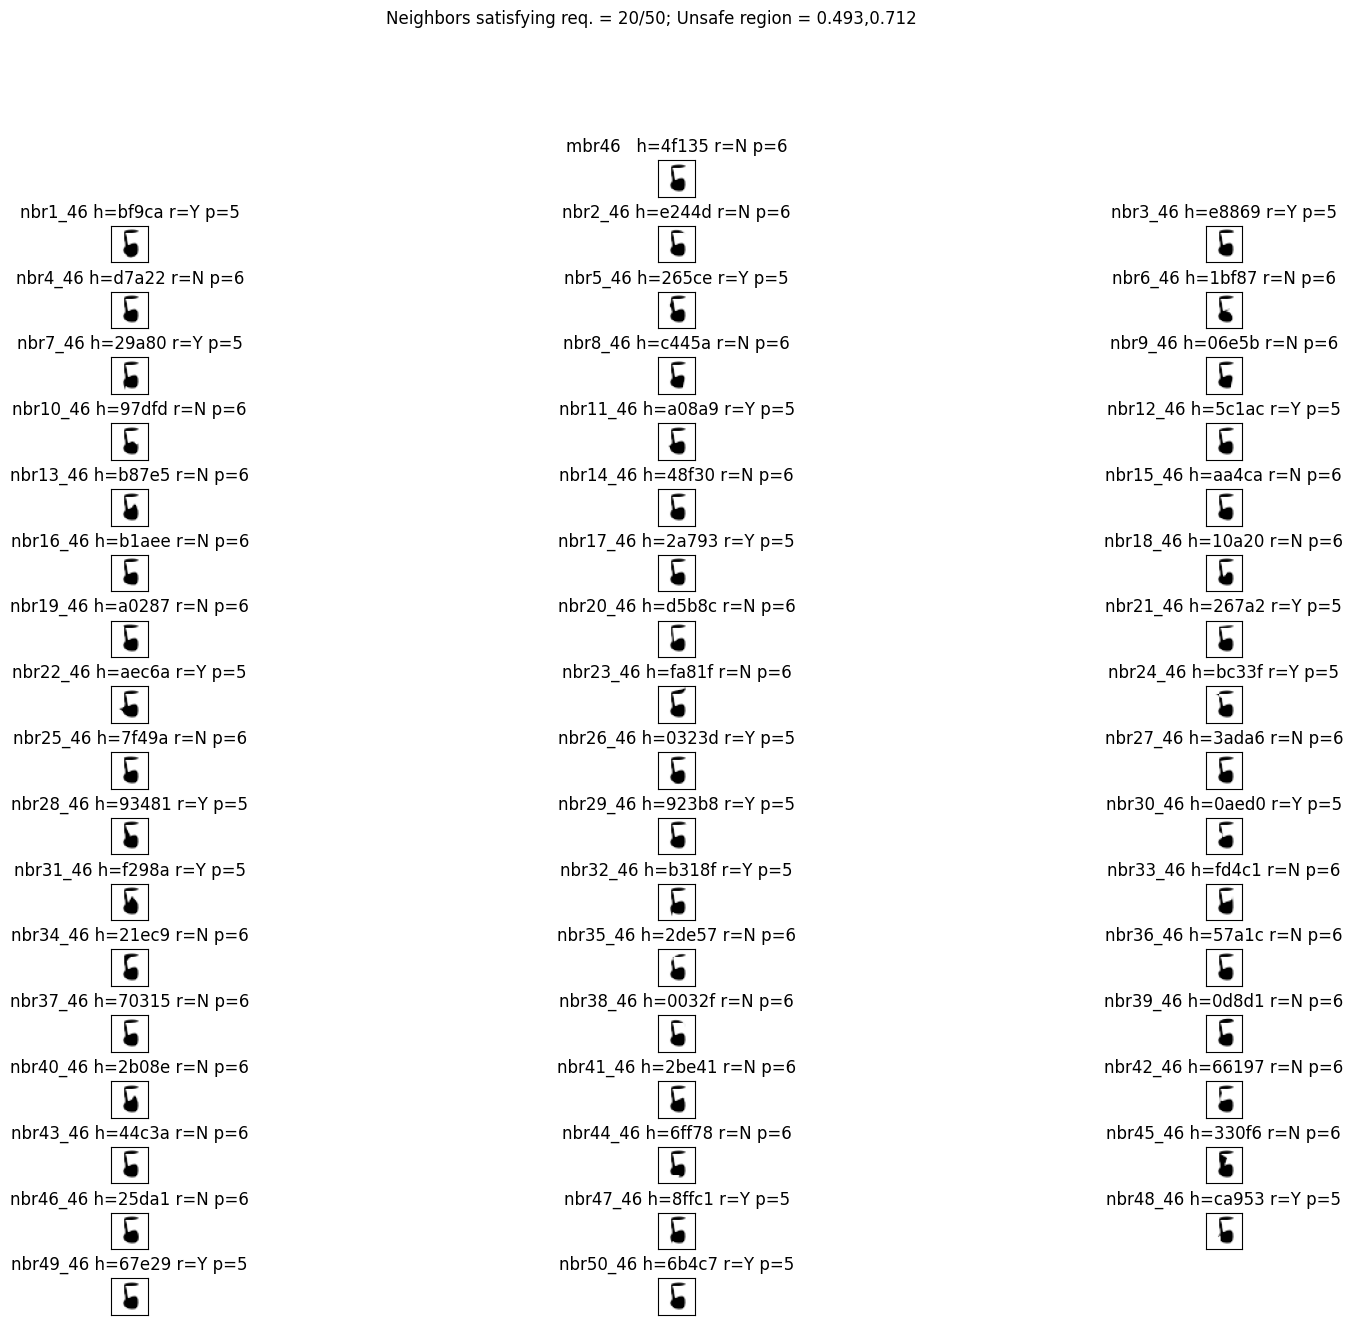 Neighbors satisfying req. = 20/50; Unsafe region = 0.493,0.712
mbr46 h=4f135 r=N p=6
nbr1_46 h=bf9ca r=Y p=5 nbr2_46 h=e244d r=N p=6 nbr3_46 h=e8869 r=Y p=5
nbr4_46 h=d7a22 r=N p=6 nbr5_46 h=265ce r=Y p=5 nbr6_46 h=1bf87 r=N p=6
nbr7_46 h=29a80 r=Y p=5 nbr8_46 h=c445a r=N p=6 nbr9_46 h=06e5b r=N p=6
nbr10_46 h=97dfd r=N p=6 nbr11_46 h=a08a9 r=Y p=5 nbr12_46 h=5c1ac r=Y p=5
nbr13_46 h=b87e5 r=N p=6 nbr14_46 h=48f30 r=N p=6 nbr15_46 h=aa4ca r=N p=6
nbr16_46 h=b1aee r=N p=6 nbr17_46 h=2a793 r=Y p=5 nbr18_46 h=10a20 r=N p=6
nbr19_46 h=a0287 r=N p=6 nbr20_46 h=d5b8c r=N p=6 nbr21_46 h=267a2 r=Y p=5
nbr22_46 h=aec6a r=Y p=5 nbr23_46 h=fa81f r=N p=6 nbr24_46 h=bc33f r=Y p=5
nbr25_46 h=7f49a r=N p=6 nbr26_46 h=0323d r=Y p=5 nbr27_46 h=3ada6 r=N p=6
nbr28_46 h=93481 r=Y p=5 nbr29_46 h=923b8 r=Y p=5 nbr30_46 h=0aed0 r=Y p=5
nbr31_46 h=f298a r=Y p=5 nbr32_46 h=b318f r=Y p=5 nbr33_46 h=fd4c1 r=N p=6
nbr34_46 h=21ec9 r=N p=6 nbr35_46 h=2de57 r=N p=6 nbr36_46 h=57a1c r=N p=6
nbr37_46 h=70315 r=N p=6 nbr38_46 h=0032f r=N p=6 nbr39_46 h=0d8d1 r=N p=6
nbr40_46 h=2b08e r=N p=6 nbr41_46 h=2be41 r=N p=6 nbr42_46 h=66197 r=N p=6
nbr43_46 h=44c3a r=N p=6 nbr44_46 h=6ff78 r=N p=6 nbr45_46 h=330f6 r=N p=6
nbr46_46 h=25da1 r=N p=6 nbr47_46 h=8ffc1 r=Y p=5 nbr48_46 h=ca953 r=Y p=5
nbr49_46 h=67e29 r=Y p=5 nbr50_46 h=6b4c7 r=Y p=5